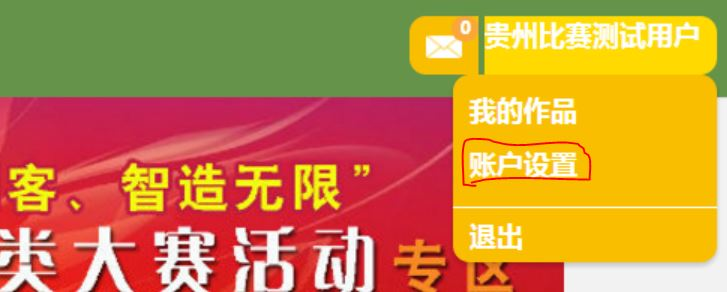 0
贵州比赛测试用户
我的作品
账户设置
退出
客、智造无限”
类大赛活动专区